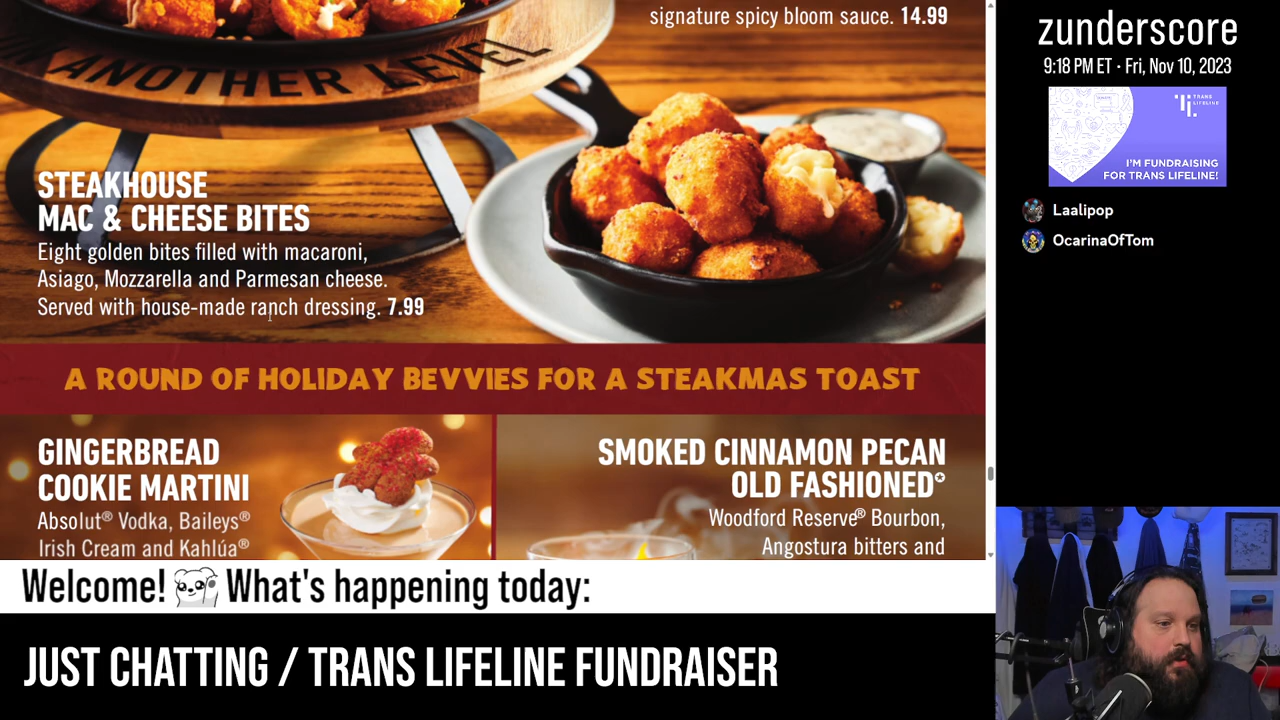 signature spicy bloom sauce. 14.99
ANOTHER LEVEL
STEAKHOUSE
MAC & CHEESE BITES
Eight golden bites filled with macaroni,
Asiago, Mozzarella and Parmesan cheese.
Served with house-made ranch dressing. 7.99
A ROUND OF HOLIDAY BEVVIES FOR A STEAKMAS TOAST
GINGERBREAD
COOKIE MARTINI
Absolut® Vodka, Baileys®
Irish Cream and Kahlúa®
SMOKED CINNAMON PECAN
OLD FASHIONED*
Woodford Reserve® Bourbon,
Angostura bitters and
Welcome! What's happening today:
JUST CHATTING / TRANS LIFELINE FUNDRAISER
zunderscore
9:18 PM ET · Fri, Nov 10, 2023
TRANS
LIFELINE
I'M FUNDRAISING
FOR TRANS LIFELINE!
Laalipop
OcarinaOfTom